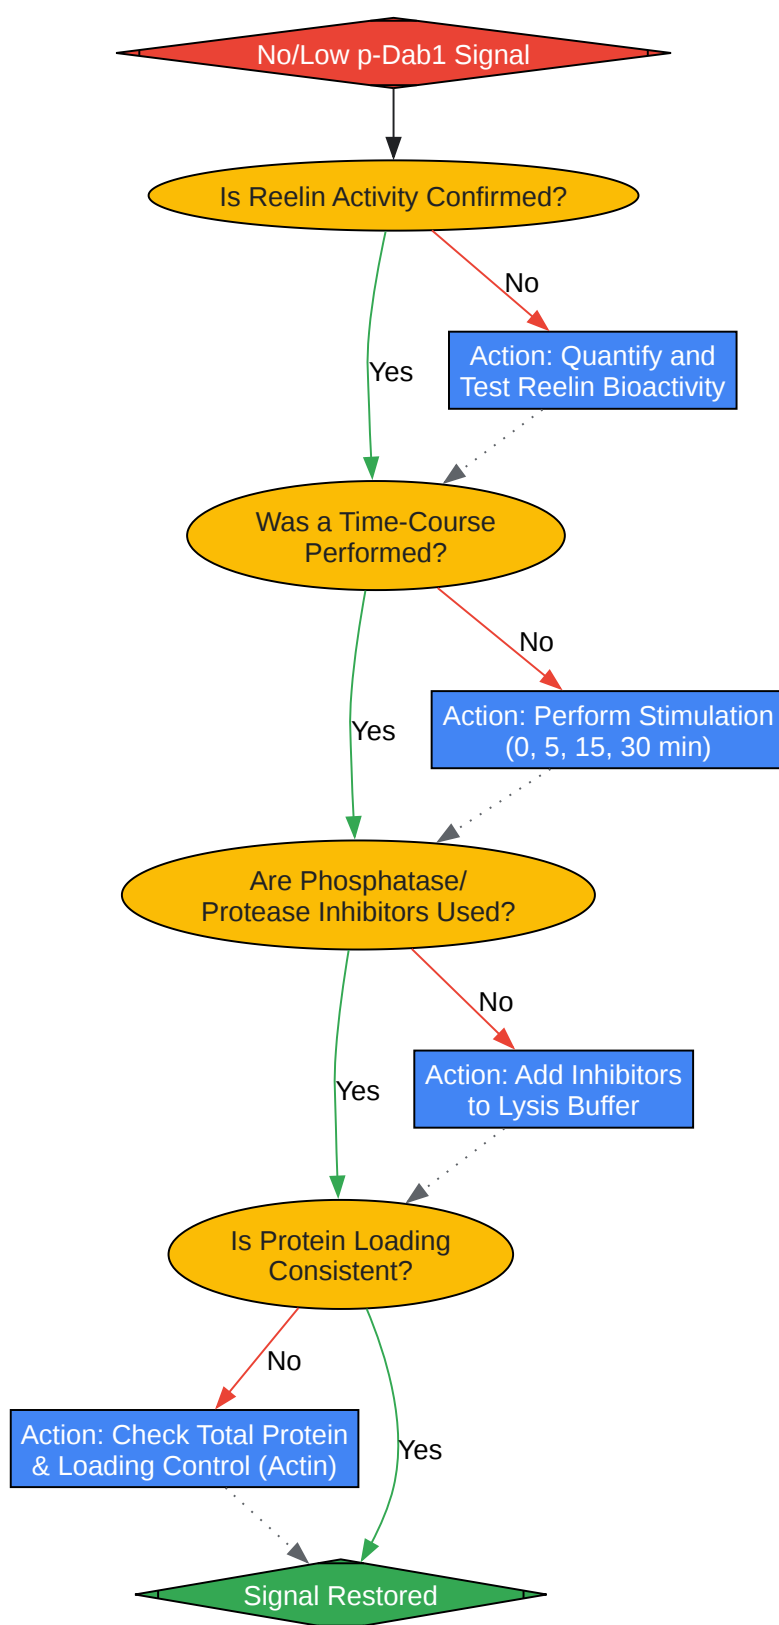 No/Low p-Dab1 Signal
Is Reelin Activity Confirmed?
No
Action: Quantify and
Test Reelin Bioactivity
Yes
Was a Time-Course
Performed?
No
Action: Perform Stimulation
(0, 5, 15, 30 min)
Yes
Are Phosphatase/
Protease Inhibitors Used?
No
Action: Add Inhibitors
to Lysis Buffer
Yes
Is Protein Loading
Consistent?
No
Action: Check Total Protein
& Loading Control (Actin)
Yes
Signal Restored